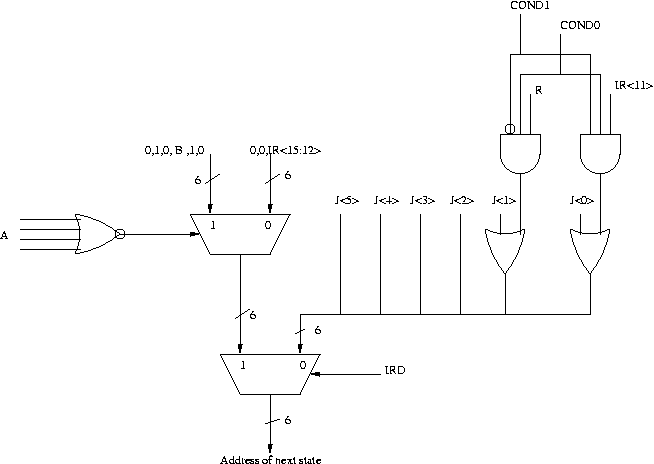 COND1
COND0
R
IR<11>
0,1,0, B ,1,0
0,0,IR<15:12>
6
6
J<5>
J<4>
J<3>
J<2>
J<1>
J<0>
A
1
0
6
6
1
0
IRD
6
Address of next state